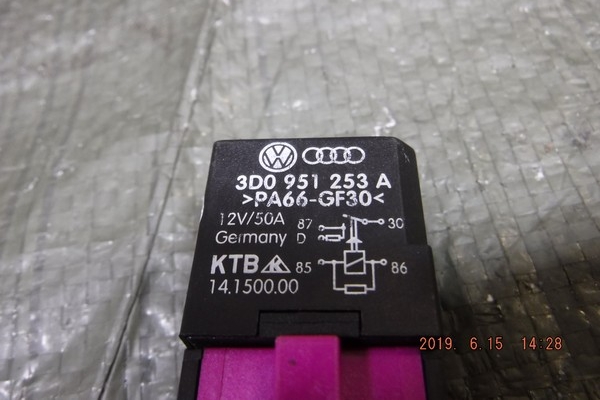 VW
3D0 951 253 A
>PA66-GF30<
12V/50A
Germany
87 30
D
KTB K
85 86
14.1500.00
2019. 6.15 14:28